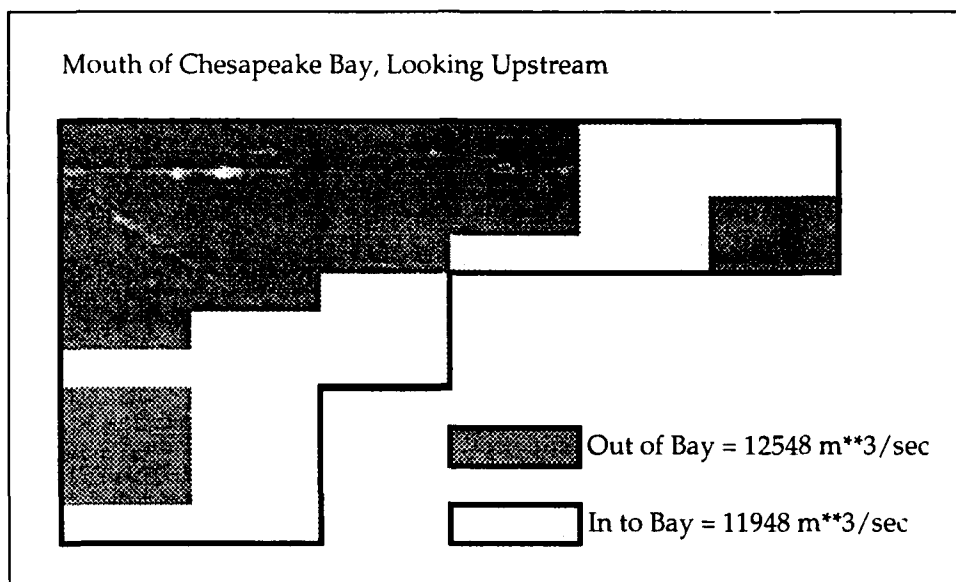 Mouth of Chesapeake Bay, Looking Upstream
Out of Bay = 12548 m**3/sec
In to Bay = 11948 m**3/sec